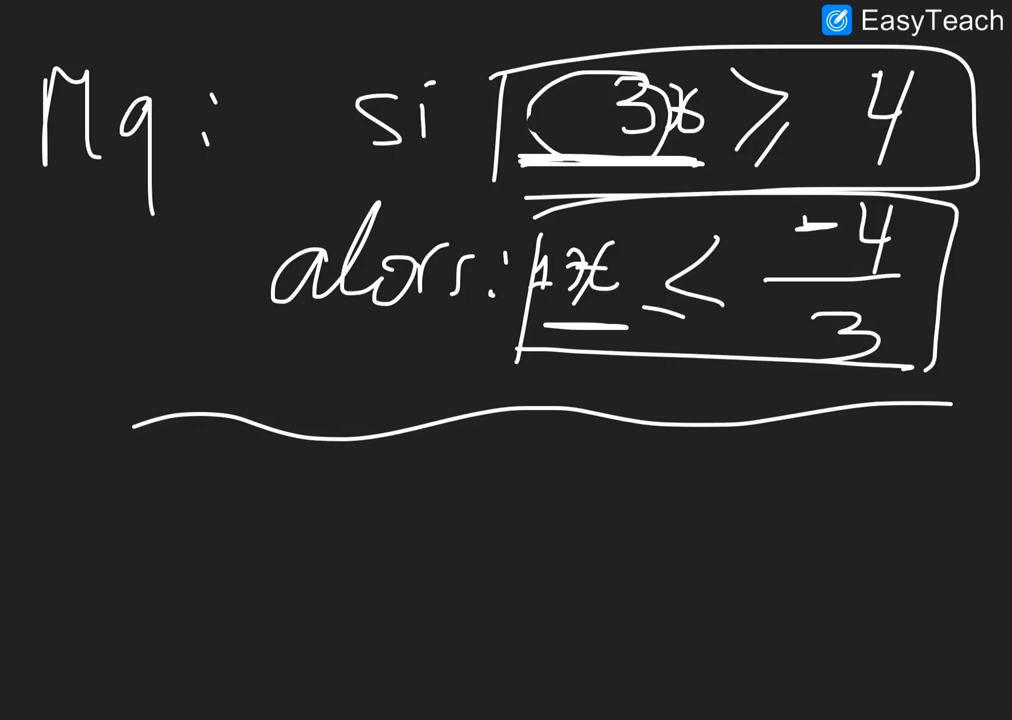 EasyTeach
Mq : si 3x ≥ 4
alors : x ≤ -4/3